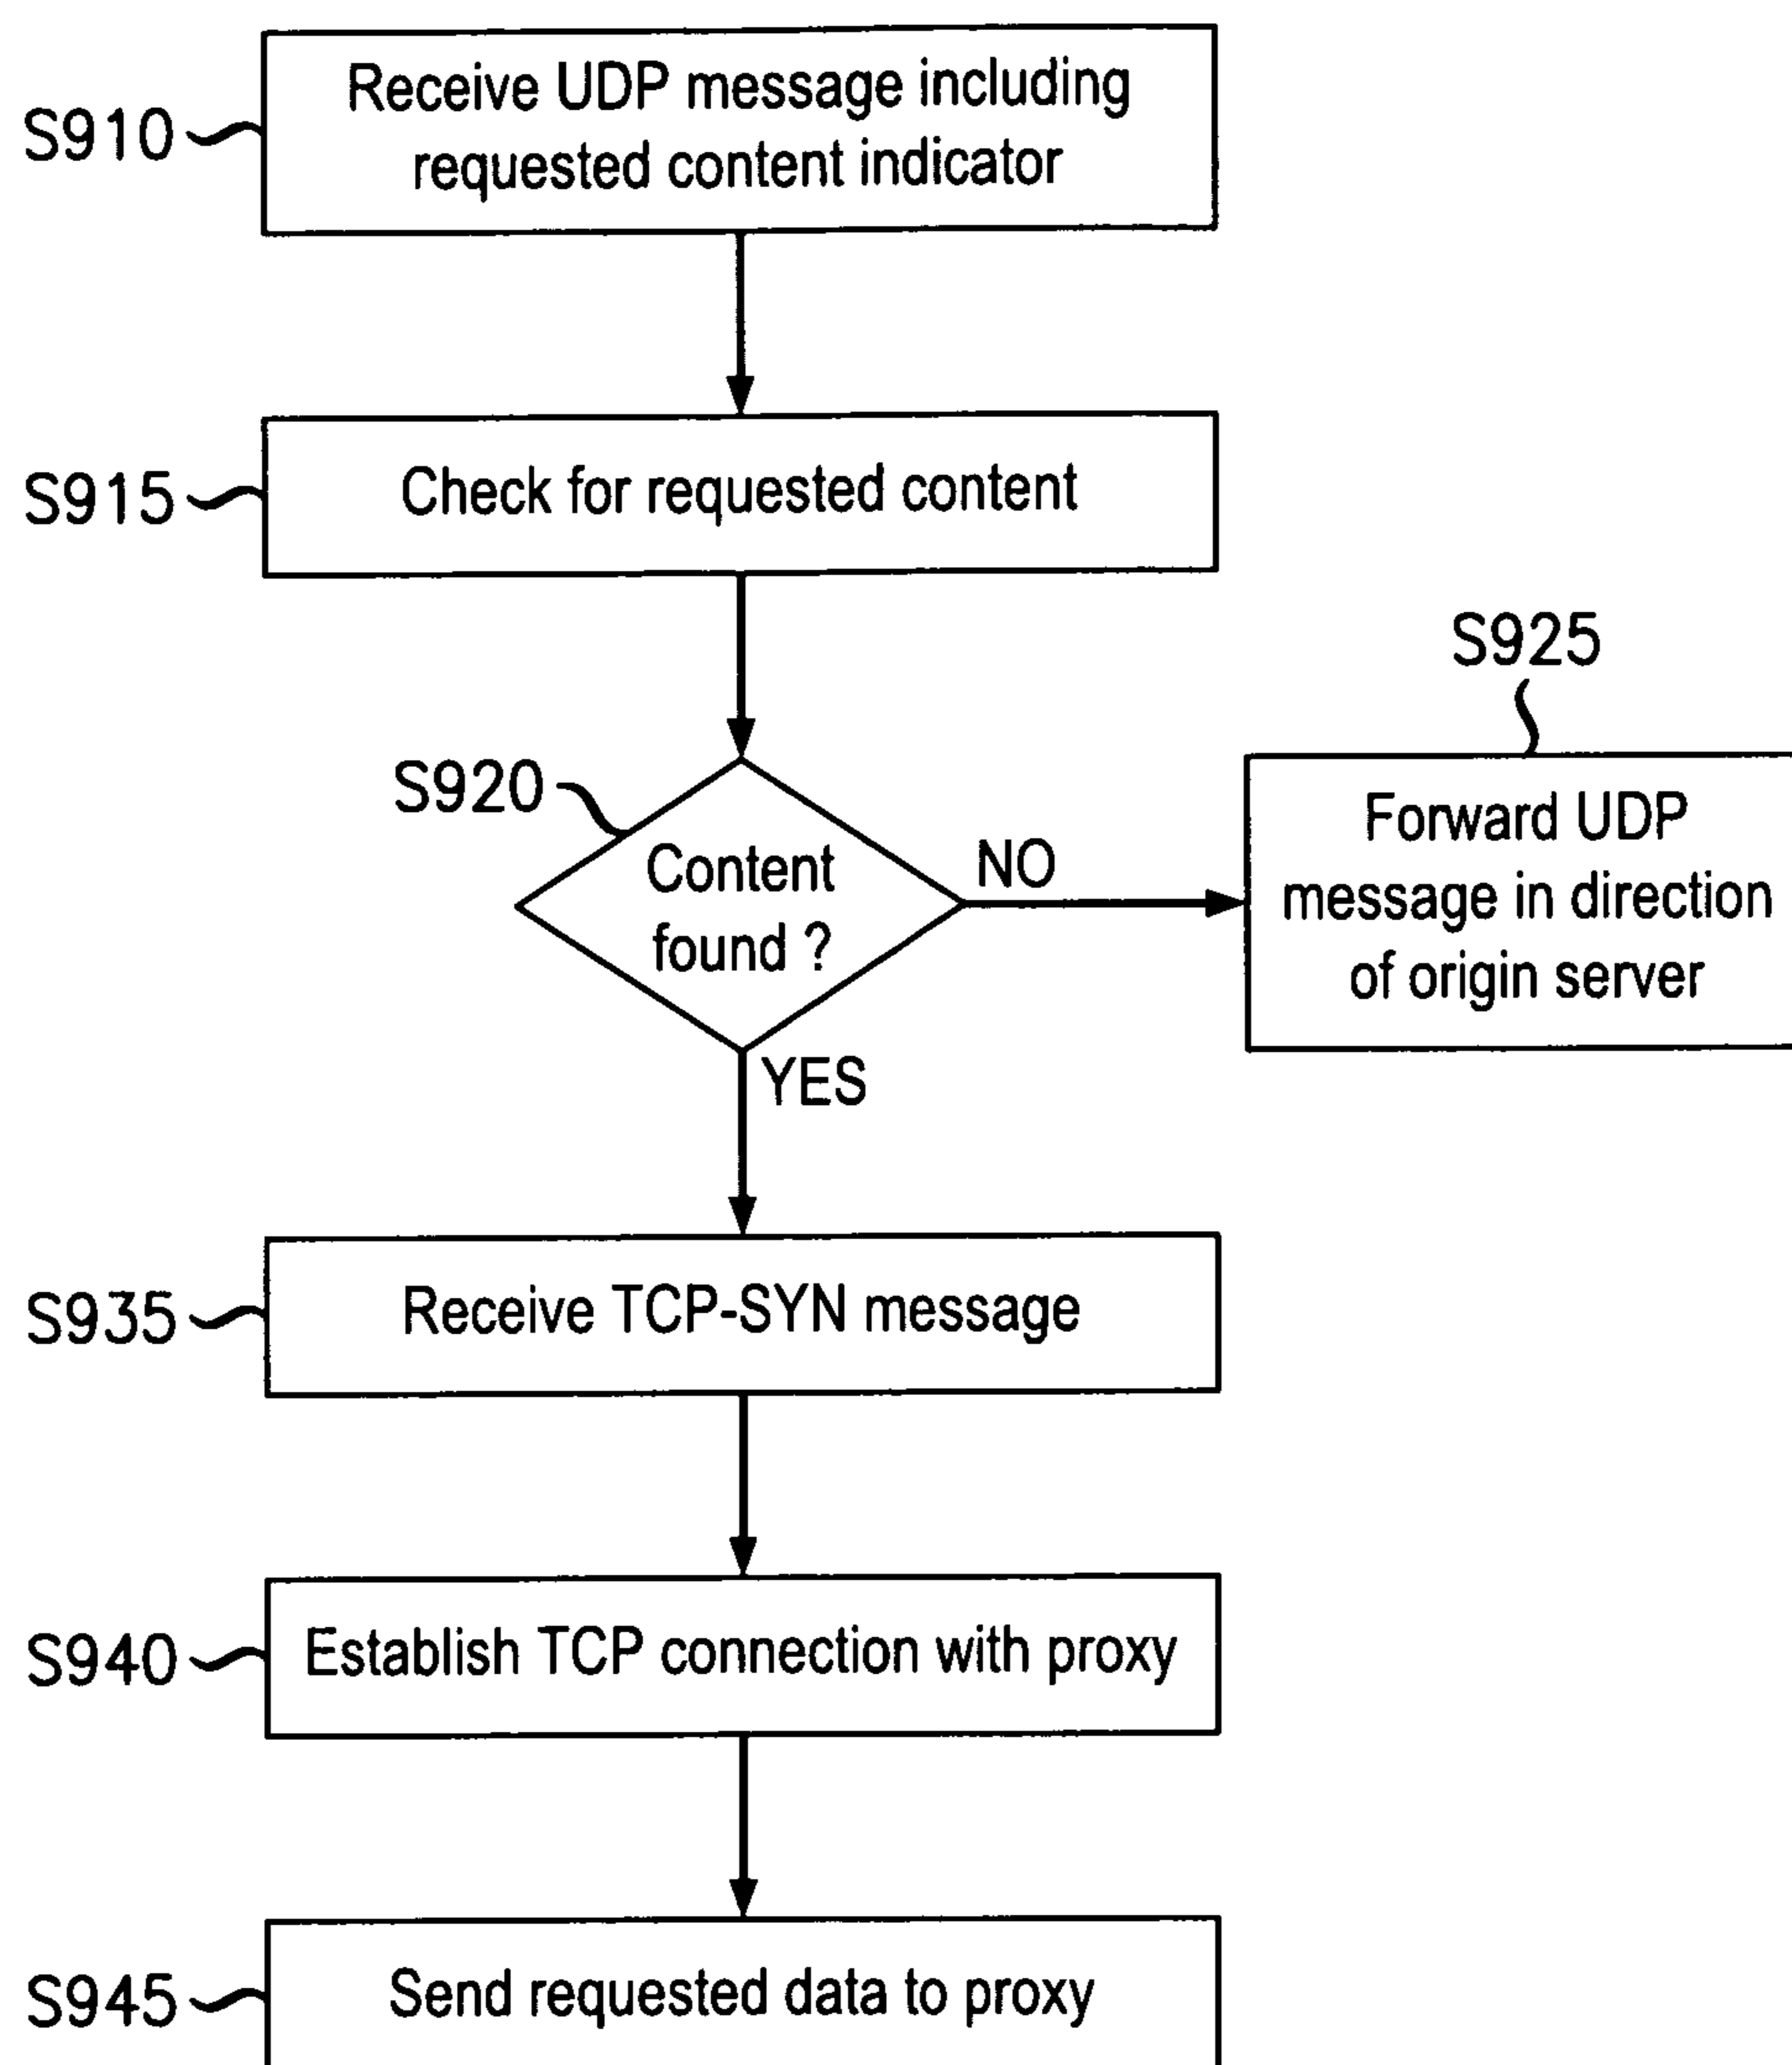 S910
Receive UDP message including
requested content indicator
S915
Check for requested content
S920
Content
found ?
NO
S925
Forward UDP
message in direction
of origin server
YES
S935
Receive TCP-SYN message
S940
Establish TCP connection with proxy
S945
Send requested data to proxy